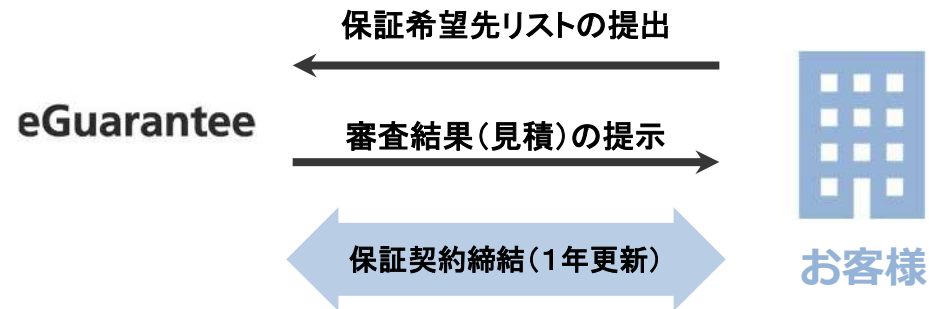 保証希望先リストの提出
eGuarantee
審査結果(見積)の提示
保証契約締結(1年更新)
お客様